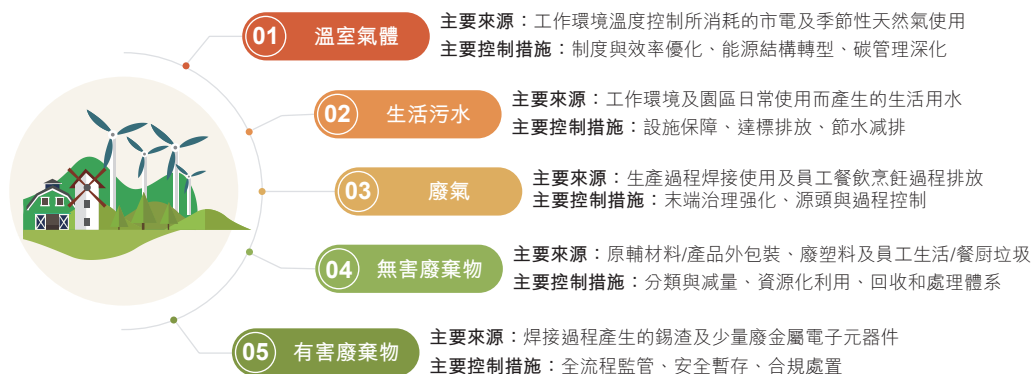 01 溫室氣體
主要來源：工作環境溫度控制所消耗的市電及季節性天然氣使用
主要控制措施：制度與效率優化、能源結構轉型、碳管理深化
02 生活污水
主要來源：工作環境及園區日常使用而產生的生活用水
主要控制措施：設施保障、達標排放、節水減排
03 廢氣
主要來源：生產過程焊接使用及員工餐飲烹飪過程排放
主要控制措施：末端治理强化、源頭與過程控制
04 無害廢棄物
主要來源：原輔材料/產品外包裝、廢塑料及員工生活/餐厨垃圾
主要控制措施：分類與減量、資源化利用、回收和處理體系
05 有害廢棄物
主要來源：焊接過程產生的錫渣及少量廢金屬電子元器件
主要控制措施：全流程監管、安全暫存、合規處置